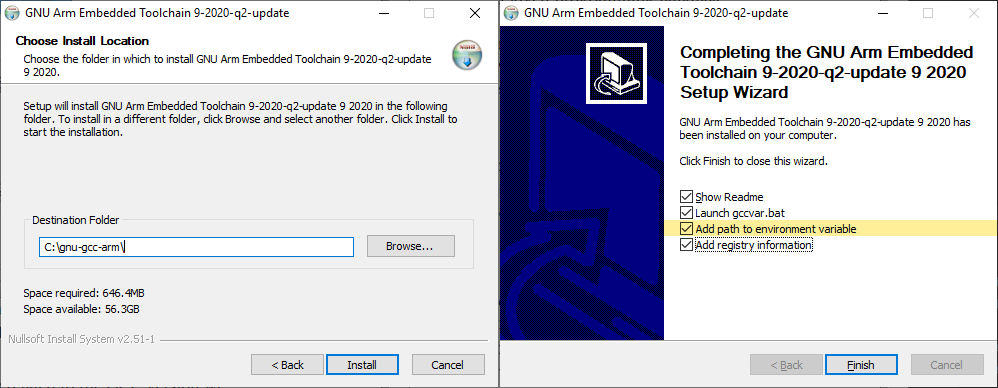 GNU Arm Embedded Toolchain 9-2020-q2-update
Choose Install Location
Choose the folder in which to install GNU Arm Embedded Toolchain 9-2020-q2-update
9 2020.
Setup will install GNU Arm Embedded Toolchain 9-2020-q2-update 9 2020 in the following
folder. To install in a different folder, click Browse and select another folder. Click Install to
start the installation.
Destination Folder
C:\gnu-gcc-arm\
Browse...
Space required: 646.4MB
Space available: 56.3GB
Nullsoft Install System v2.51-1
< Back
Install
Cancel
GNU Arm Embedded Toolchain 9-2020-q2-update
Completing the GNU Arm Embedded
Toolchain 9-2020-q2-update 9 2020
Setup Wizard
GNU Arm Embedded Toolchain 9-2020-q2-update 9 2020 has
been installed on your computer.
Click Finish to close this wizard.
Show Readme
Launch gccvar.bat
Add path to environment variable
Add registry information
< Back
Finish
Cancel